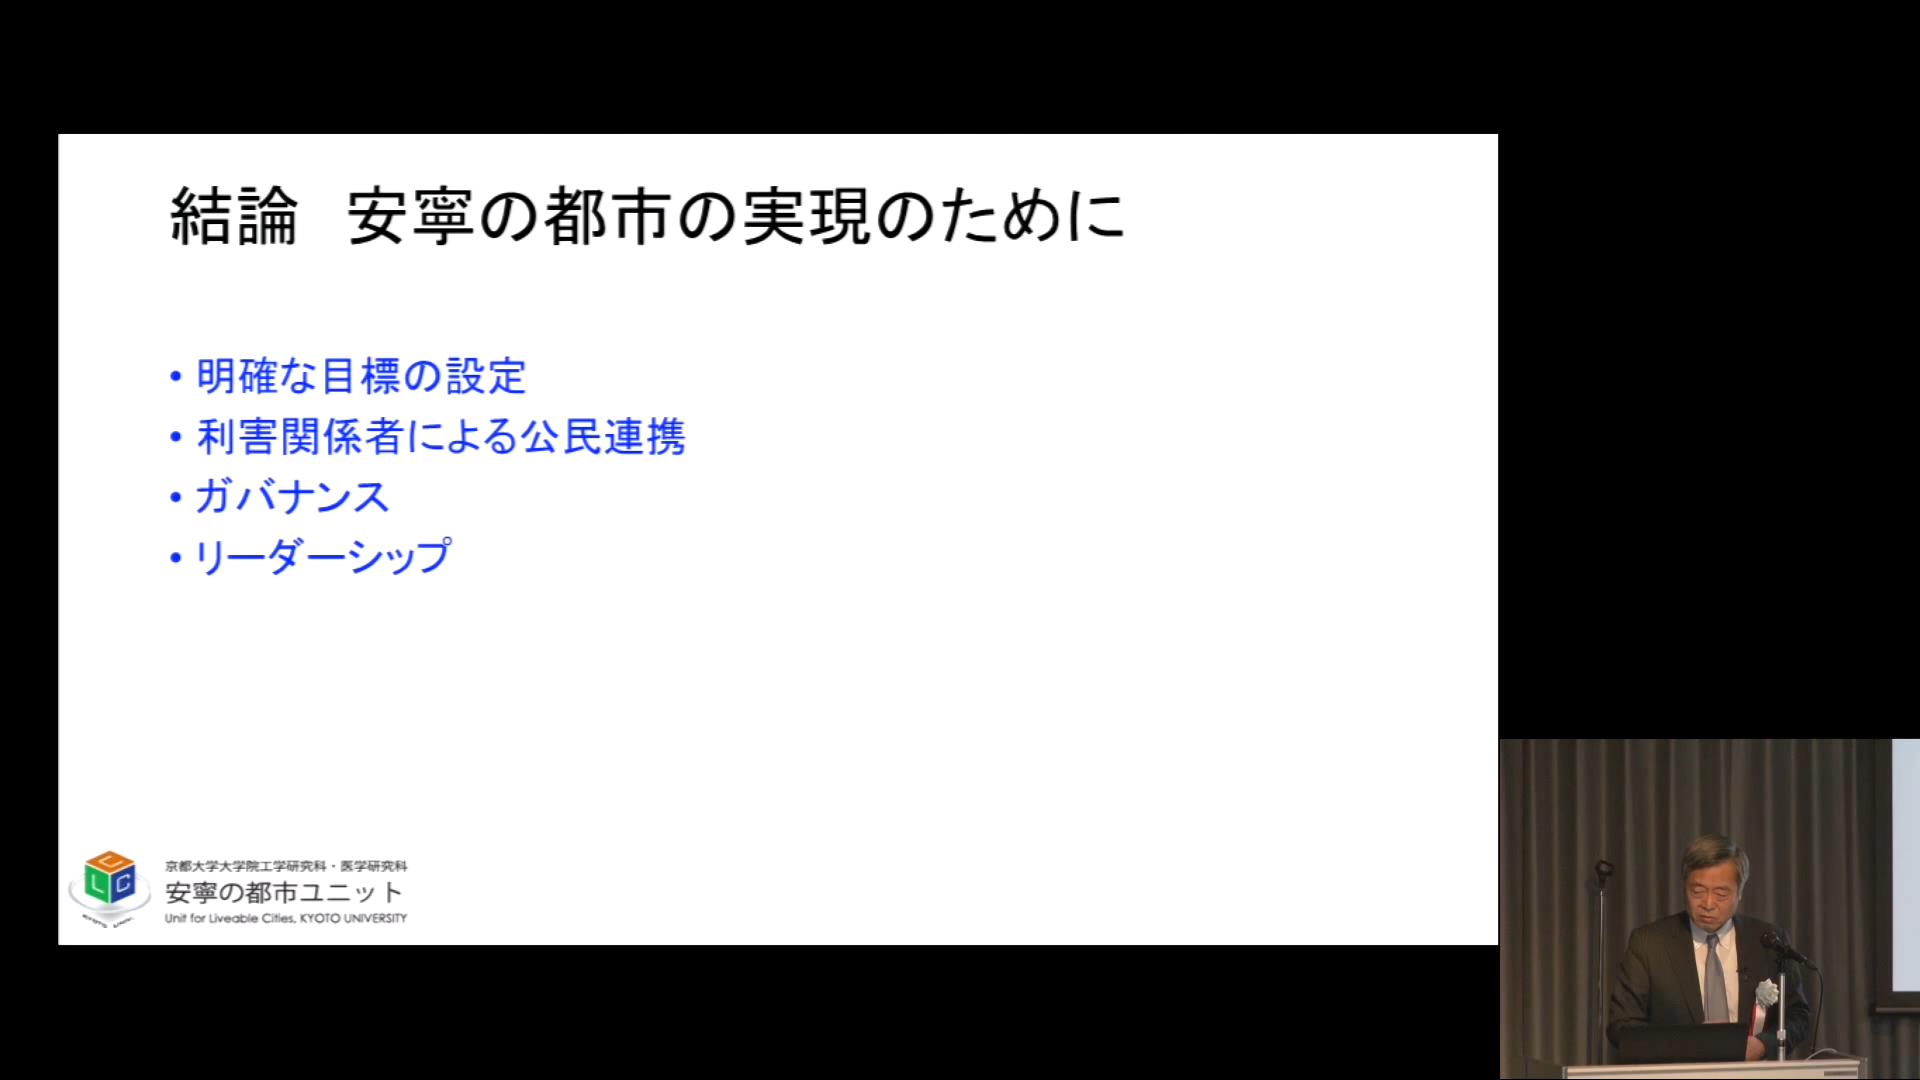 結論　安寧の都市の実現のために
・明確な目標の設定
・利害関係者による公民連携
・ガバナンス
・リーダーシップ
L C
京都大学大学院工学研究科・医学研究科
安寧の都市ユニット
Unit for Liveable Cities, KYOTO UNIVERSITY